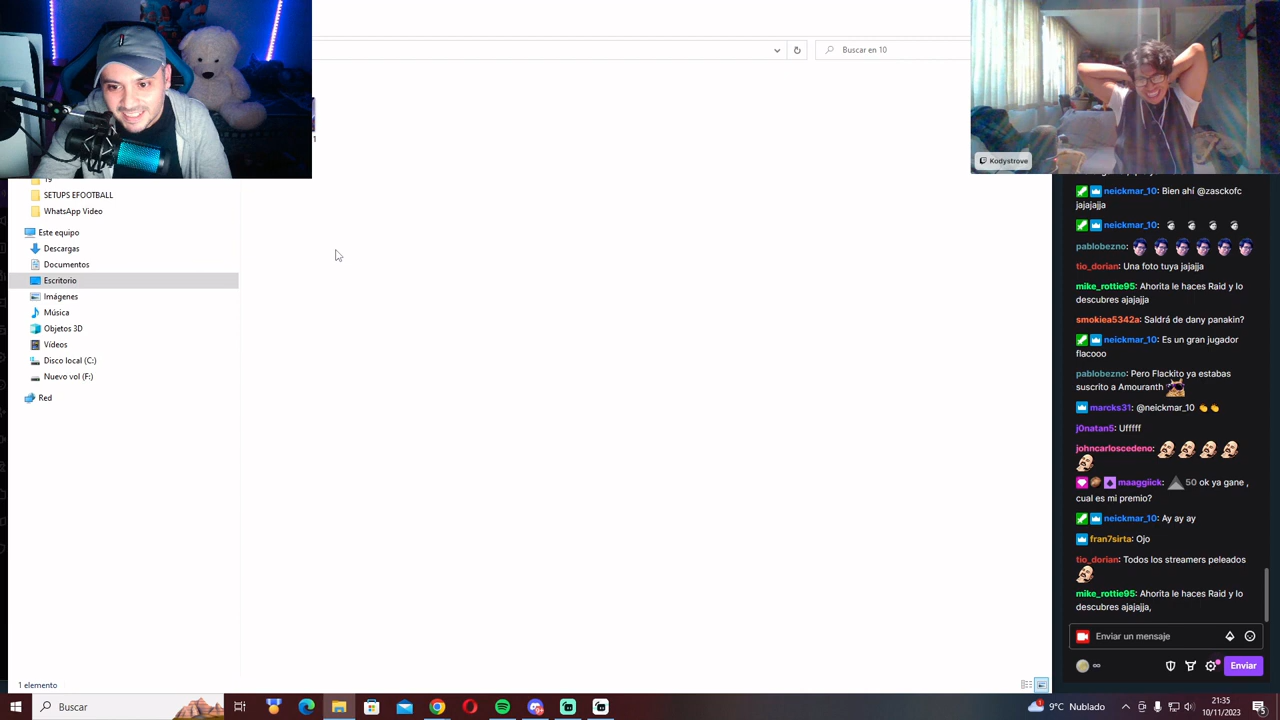 Buscar en 10
Kodystrove
SETUPS EFOOTBALL
WhatsApp Video
Este equipo
Descargas
Documentos
Escritorio
Imágenes
Música
Objetos 3D
Vídeos
Disco local (C:)
Nuevo vol (F:)
Red
1 elemento
neickmar_10: Bien ahí @zasckofc
jajajajja
neickmar_10:
pablobezno:
tio_dorian: Una foto tuya jajajja
mike_rottie95: Ahorita le haces Raid y lo
descubres ajajajja
smokiea5342a: Saldrá de dany panakin?
neickmar_10: Es un gran jugador
flacooo
pablobezno: Pero Flackito ya estabas
suscrito a Amouranth
marcks31: @neickmar_10
j0natan5: Ufffff
johncarloscedeno:
maaggiick: 50 ok ya gane ,
cual es mi premio?
neickmar_10: Ay ay ay
fran7sirta: Ojo
tio_dorian: Todos los streamers peleados
mike_rottie95: Ahorita le haces Raid y lo
descubres ajajajja,
Enviar un mensaje
Enviar
Buscar
1
9°C Nublado
21:35
10/11/2023
5